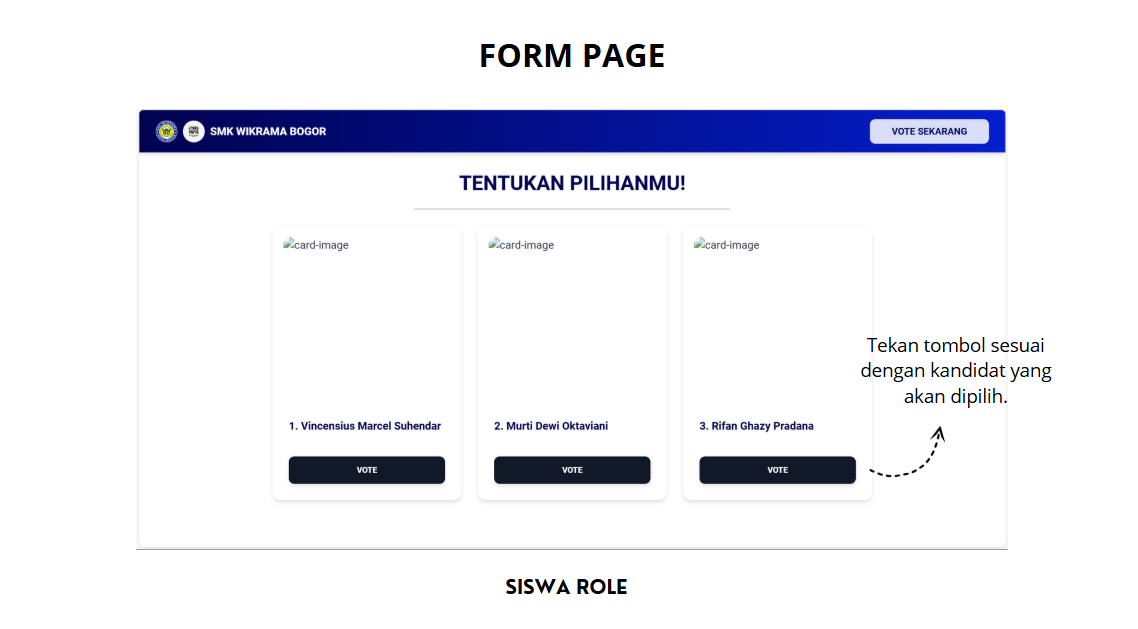 FORM PAGE
SMK WIKRAMA BOGOR
VOTE SEKARANG
TENTUKAN PILIHANMU!
card-image
card-image
card-image
Tekan tombol sesuai
dengan kandidat yang
akan dipilih.
1. Vincensius Marcel Suhendar
2. Murti Dewi Oktaviani
3. Rifan Ghazy Pradana
VOTE
VOTE
VOTE
SISWA ROLE